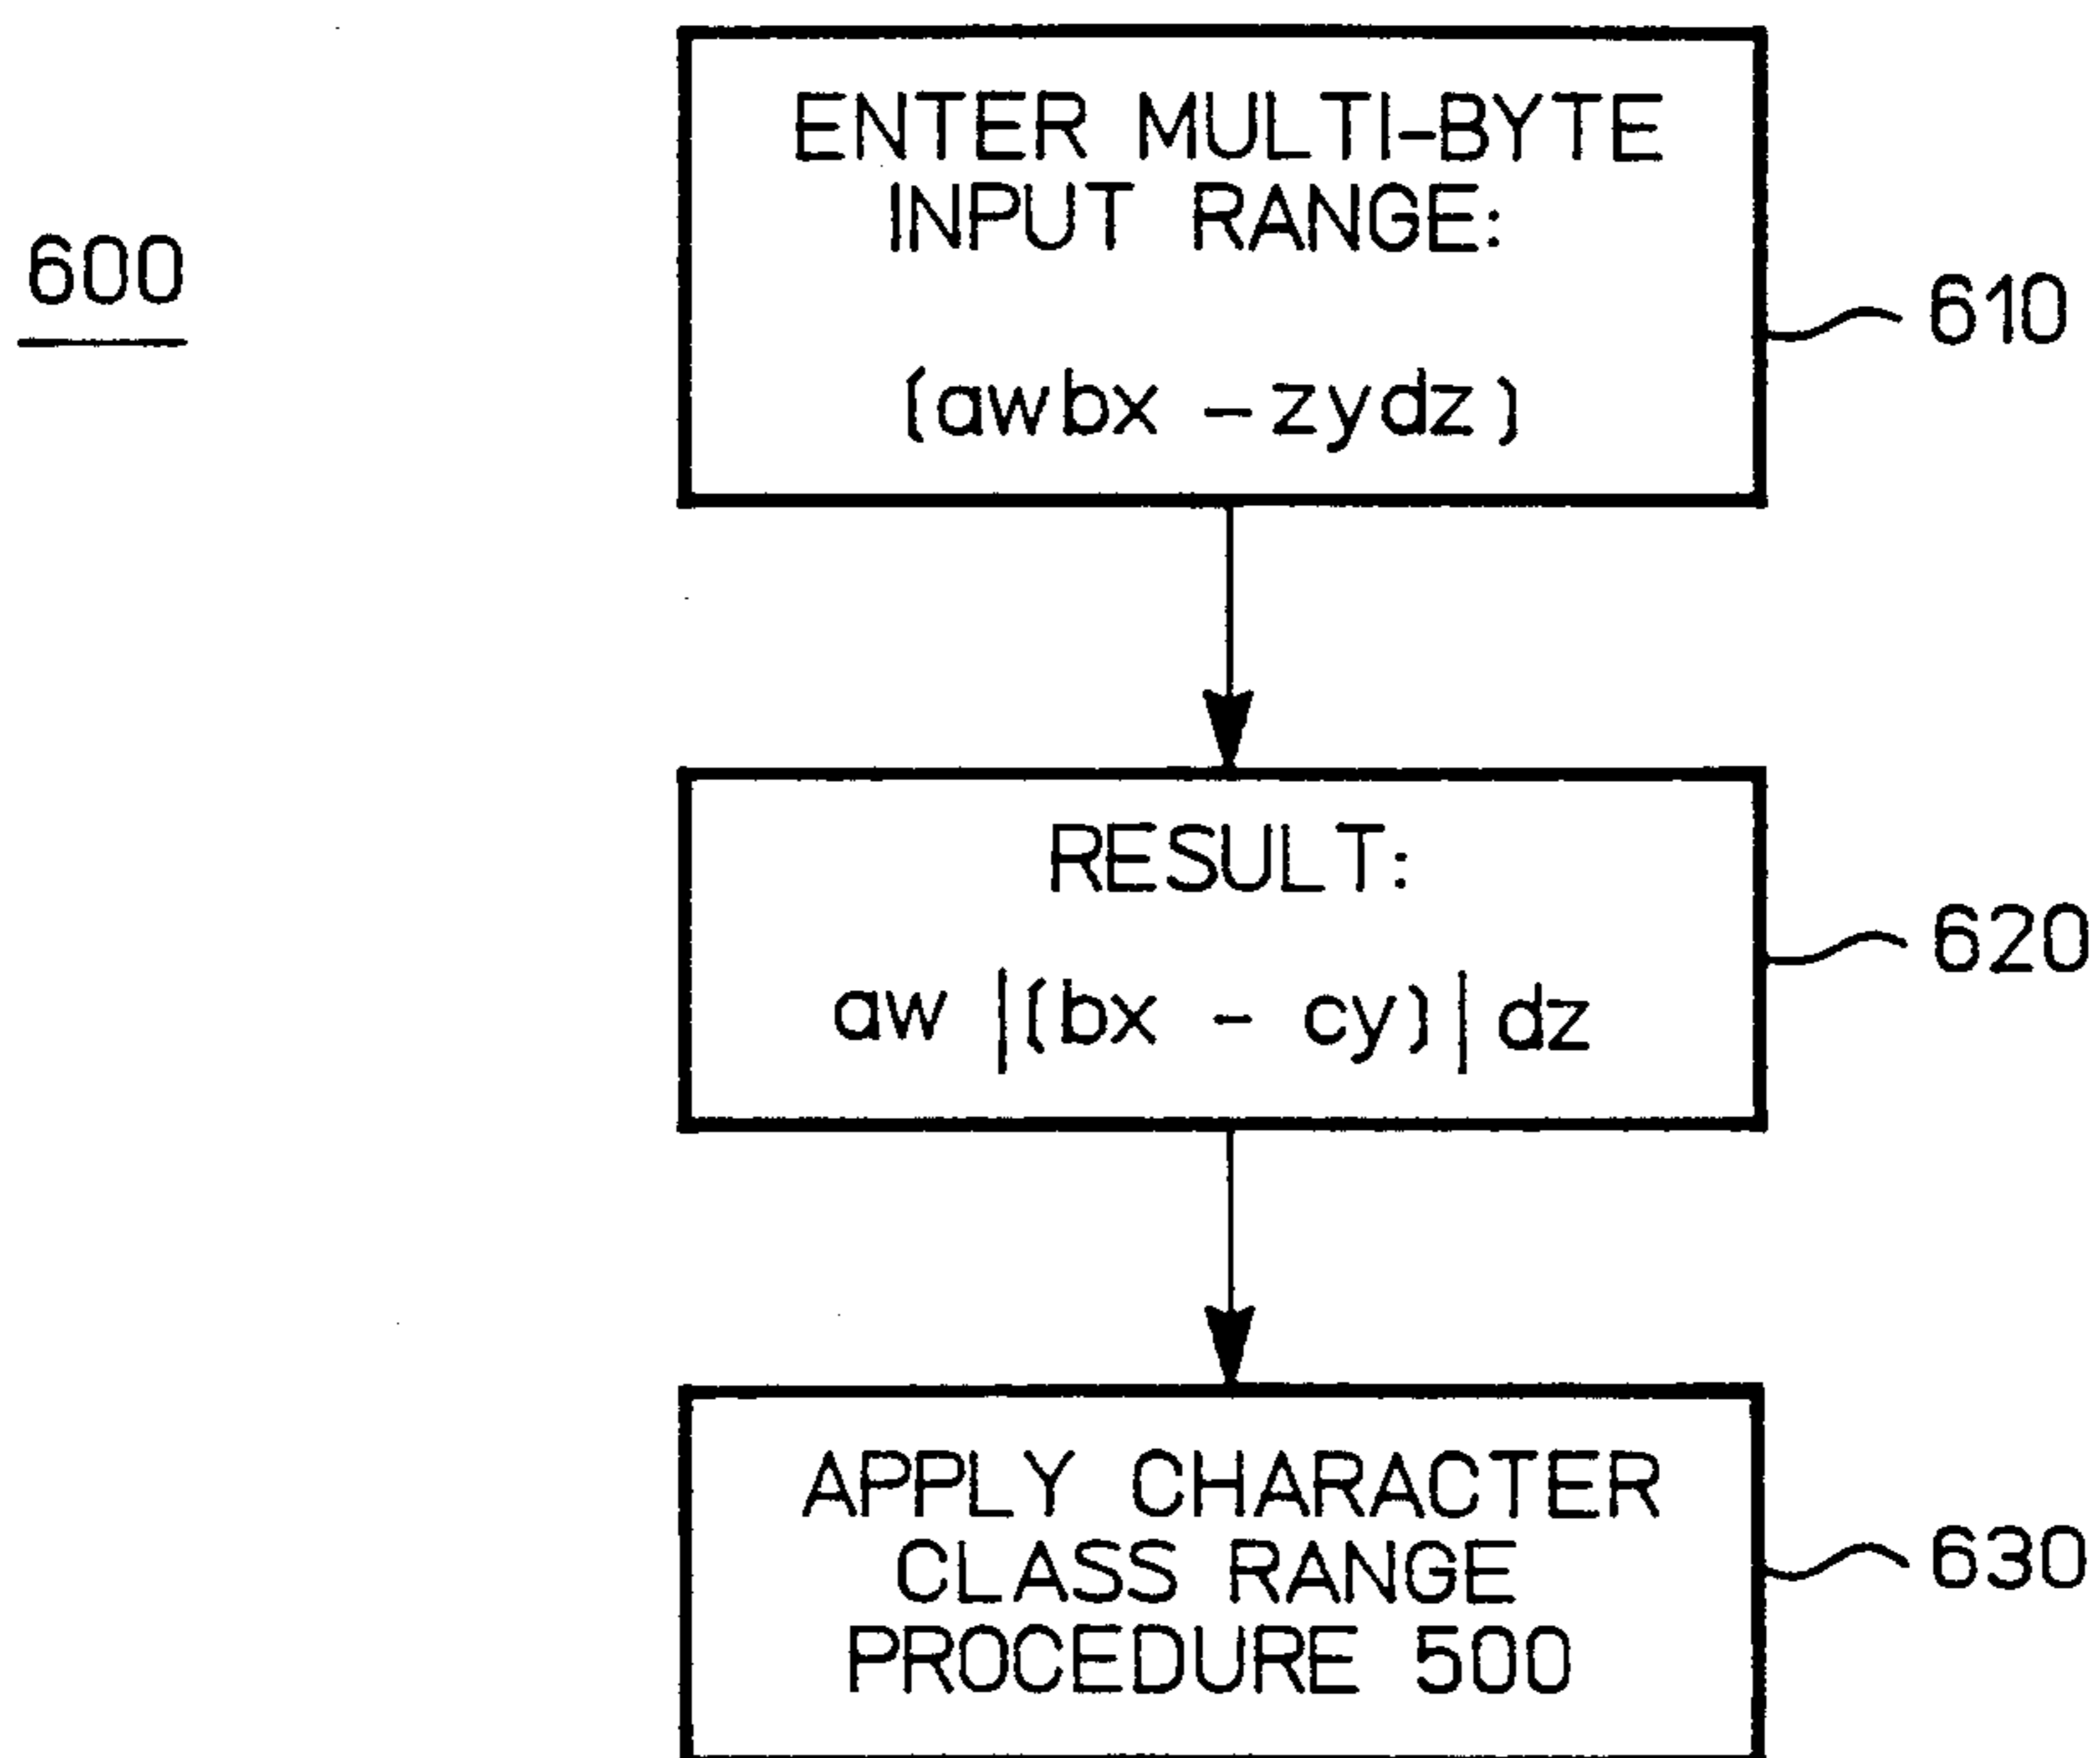 600
ENTER MULTI-BYTE
INPUT RANGE:
610
(awbx - zydz)
RESULT:
620
aw |(bx - cy)| dz
APPLY CHARACTER
CLASS RANGE
630
PROCEDURE 500